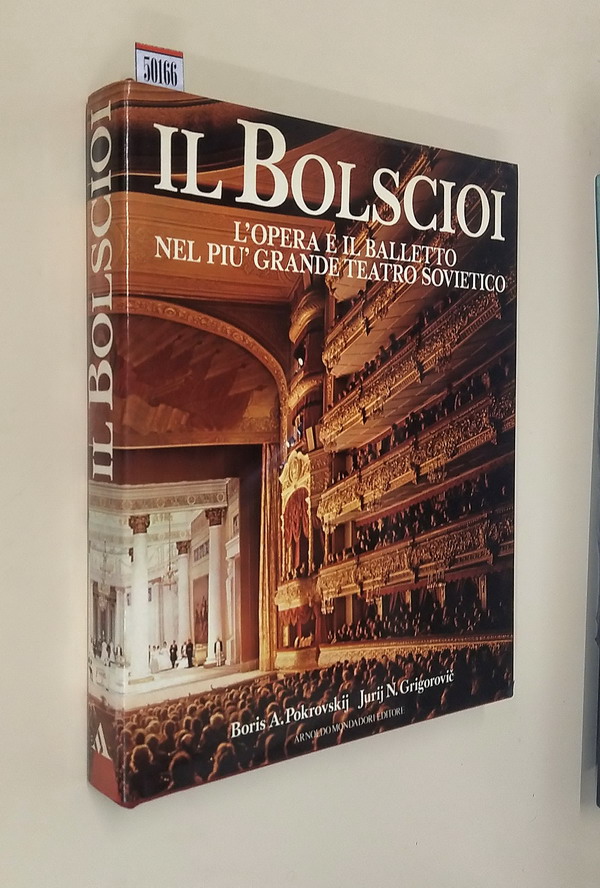 50166
IL BOLSCIOI
IL BOLSCIOI
L'OPERA E IL BALLETTO
NEL PIU' GRANDE TEATRO SOVIETICO
Boris A. Pokrovskij Jurij N. Grigorovič
ARNOLDO MONDADORI EDITORE